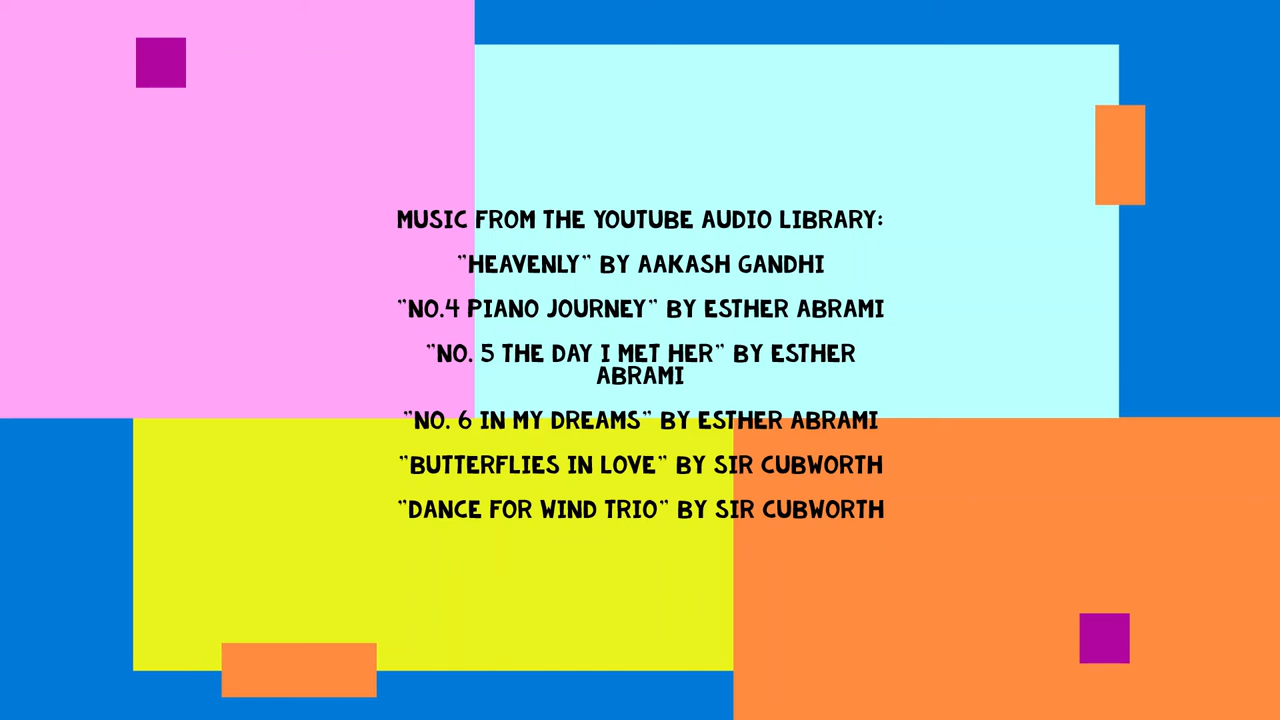 MUSIC FROM THE YOUTUBE AUDIO LIBRARY:
"HEAVENLY" BY AAKASH GANDHI
"NO.4 PIANO JOURNEY" BY ESTHER ABRAMI
"NO. 5 THE DAY I MET HER" BY ESTHER
ABRAMI
"NO. 6 IN MY DREAMS" BY ESTHER ABRAMI
"BUTTERFLIES IN LOVE" BY SIR CUBWORTH
"DANCE FOR WIND TRIO" BY SIR CUBWORTH